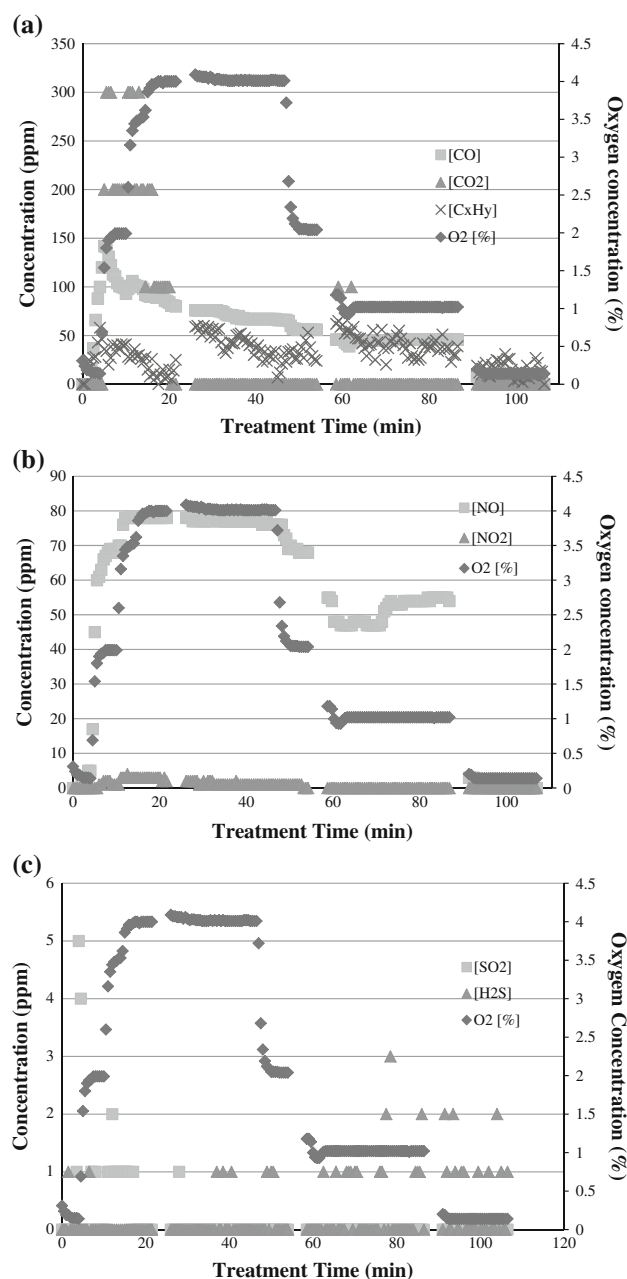 (a)
350
300
250
200
150
100
50
0
4.5
4
3.5
3
2.5
2
1.5
1
0.5
0
0 20 40 60 80 100
Concentration (ppm)
Oxygen concentration (%)
Treatment Time (min)
[CO]
[CO2]
[CxHy]
O2 [%]
(b)
90
80
70
60
50
40
30
20
10
0
4.5
4
3.5
3
2.5
2
1.5
1
0.5
0
0 20 40 60 80 100
Concentration (ppm)
Oxygen concentration (%)
Treatment Time (min)
[NO]
[NO2]
O2 [%]
(c)
6
5
4
3
2
1
0
4.5
4
3.5
3
2.5
2
1.5
1
0.5
0
0 20 40 60 80 100 120
Concentration (ppm)
Oxygem Concentration (%)
Treatment Time (min)
[SO2]
[H2S]
O2 [%]